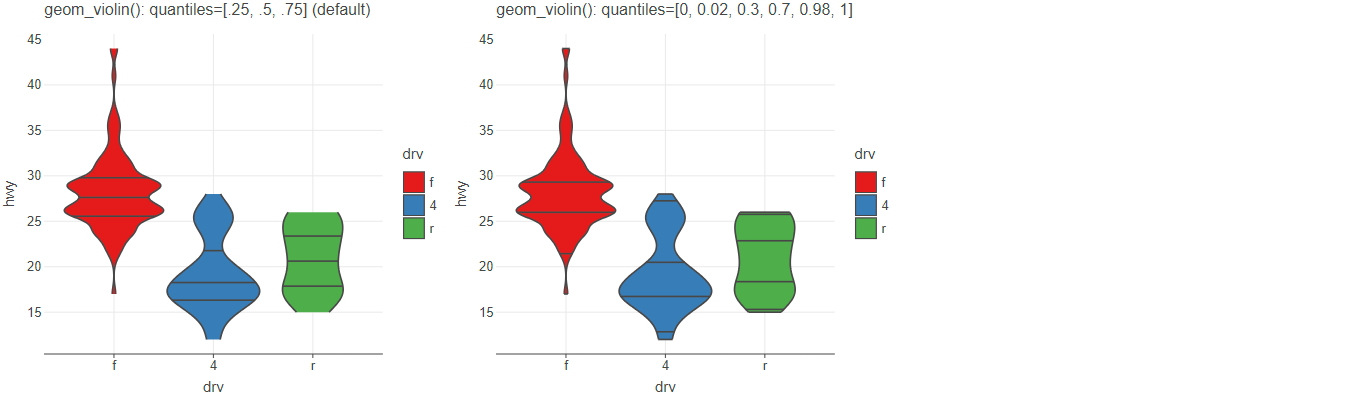 geom_violin(): quantiles=[.25, .5, .75] (default)
45
40
35
30
25
20
15
hwy
f
4
r
drv
drv
f
4
r
geom_violin(): quantiles=[0, 0.02, 0.3, 0.7, 0.98, 1]
45
40
35
30
25
20
15
hwy
f
4
r
drv
drv
f
4
r